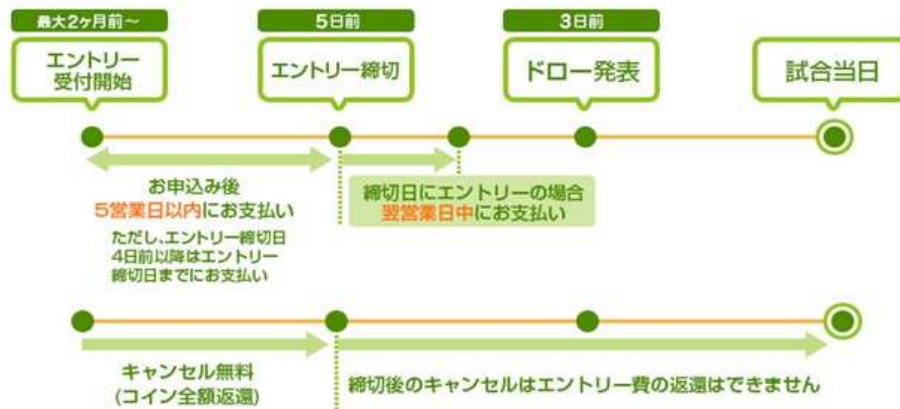 最大2ヶ月前～
5日前
3日前
エントリー
受付開始
エントリー締切
ドロー発表
試合当日
お申込み後
5営業日以内にお支払い
ただし、エントリー締切日
4日前以降はエントリー
締切日までにお支払い
締切日にエントリーの場合
翌営業日中にお支払い
キャンセル無料
(コイン全額返還)
締切後のキャンセルはエントリー費の返還はできません